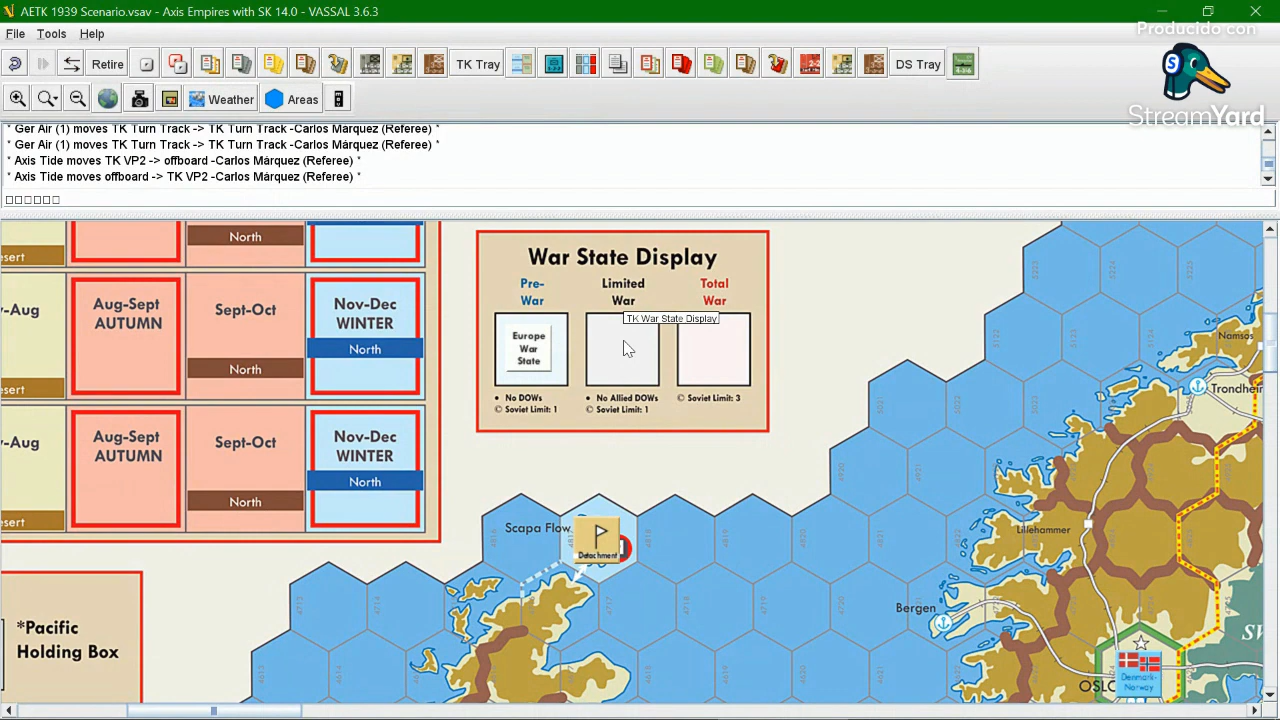 AETK 1939 Scenario.vsav - Axis Empires with SK 14.0 - VASSAL 3.6.3
Producido con
StreamYard
File Tools Help
Retire
TK Tray
DS Tray
Weather
Areas
* Ger Air (1) moves TK Turn Track -> TK Turn Track -Carlos Márquez (Referee) *
* Ger Air (1) moves TK Turn Track -> TK Turn Track -Carlos Márquez (Referee) *
* Axis Tide moves TK VP2 -> offboard -Carlos Márquez (Referee) *
* Axis Tide moves offboard -> TK VP2 -Carlos Márquez (Referee) *
North
North
esert
-Aug
Aug-Sept
AUTUMN
Sept-Oct
North
Nov-Dec
WINTER
North
esert
-Aug
Aug-Sept
AUTUMN
Sept-Oct
North
Nov-Dec
WINTER
North
esert
*Pacific
Holding Box
War State Display
Pre-
War
Limited
War
Total
War
TK War State Display
Europe
War
State
• No DOWs
© Soviet Limit: 1
• No Allied DOWs
© Soviet Limit: 1
© Soviet Limit: 3
Scapa Flow
Detachment
Namsos
Trondheim
Lillehammer
Bergen
OSLO
Denmark-
Norway
SV